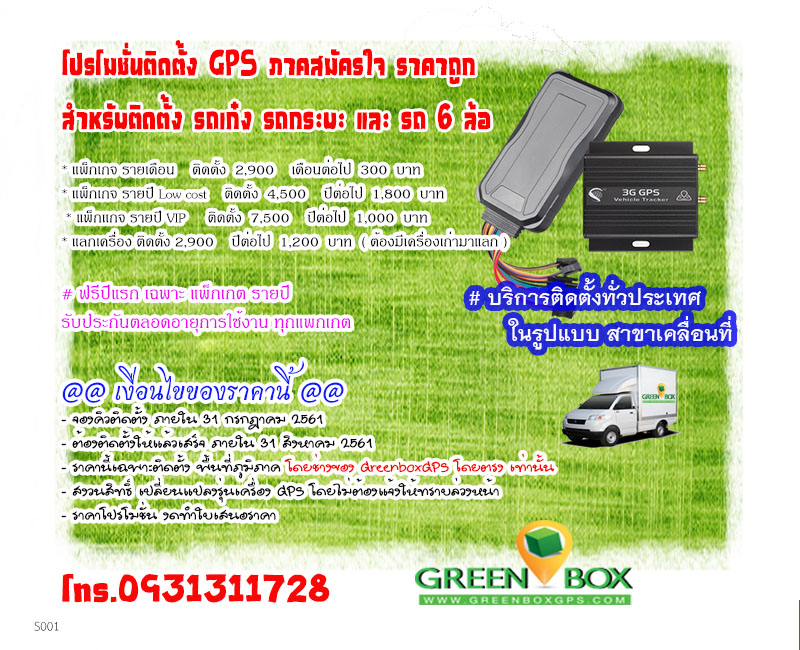 โปรโมชั่นติดตั้ง GPS ภาคสมัครใจ ราคาถูก
สำหรับติดตั้ง รถเก๋ง รถกระบะ และ รถ 6 ล้อ
* แพ็กเกจ รายเดือน ติดตั้ง 2,900 เดือนต่อไป 300 บาท
* แพ็กเกจ รายปี Low cost ติดตั้ง 4,500 ปีต่อไป 1,800 บาท
* แพ็กแกจ รายปี VIP ติดตั้ง 7,500 ปีต่อไป 1,000 บาท
* แลกเครื่อง ติดตั้ง 2,900 ปีต่อไป 1,200 บาท ( ต้องมีเครื่องเก่ามาแลก )
3G GPS
Vehicle Tracker
# ฟรีปีแรก เฉพาะ แพ็กเกต รายปี
รับประกันตลอดอายุการใช้งาน ทุกแพกเกต
# บริการติดตั้งทั่วประเทศ
ในรูปแบบ สาขาเคลื่อนที่
@@ เงื่อนไขของราคานี้ @@
- จองคิวติดตั้ง ภายใน 31 กรกฎาคม 2561
- ต้องติดตั้งให้แล้วเสร็จ ภายใน 31 สิงหาคม 2561
- ราคานี้เฉพาะติดตั้ง พื้นที่ภูมิภาค โดยช่างของ GreenboxGPS โดยตรง เท่านั้น
- สงวนสิทธิ์ เปลี่ยนแปลงรุ่นเครื่อง GPS โดยไม่ต้องแจ้งให้ทราบล่วงหน้า
- ราคาโปรโมชั่น งดทำใบเสนอราคา
GREEN BOX
โทร.0931311728
GREEN BOX
WWW.GREENBOXGPS.COM
S001